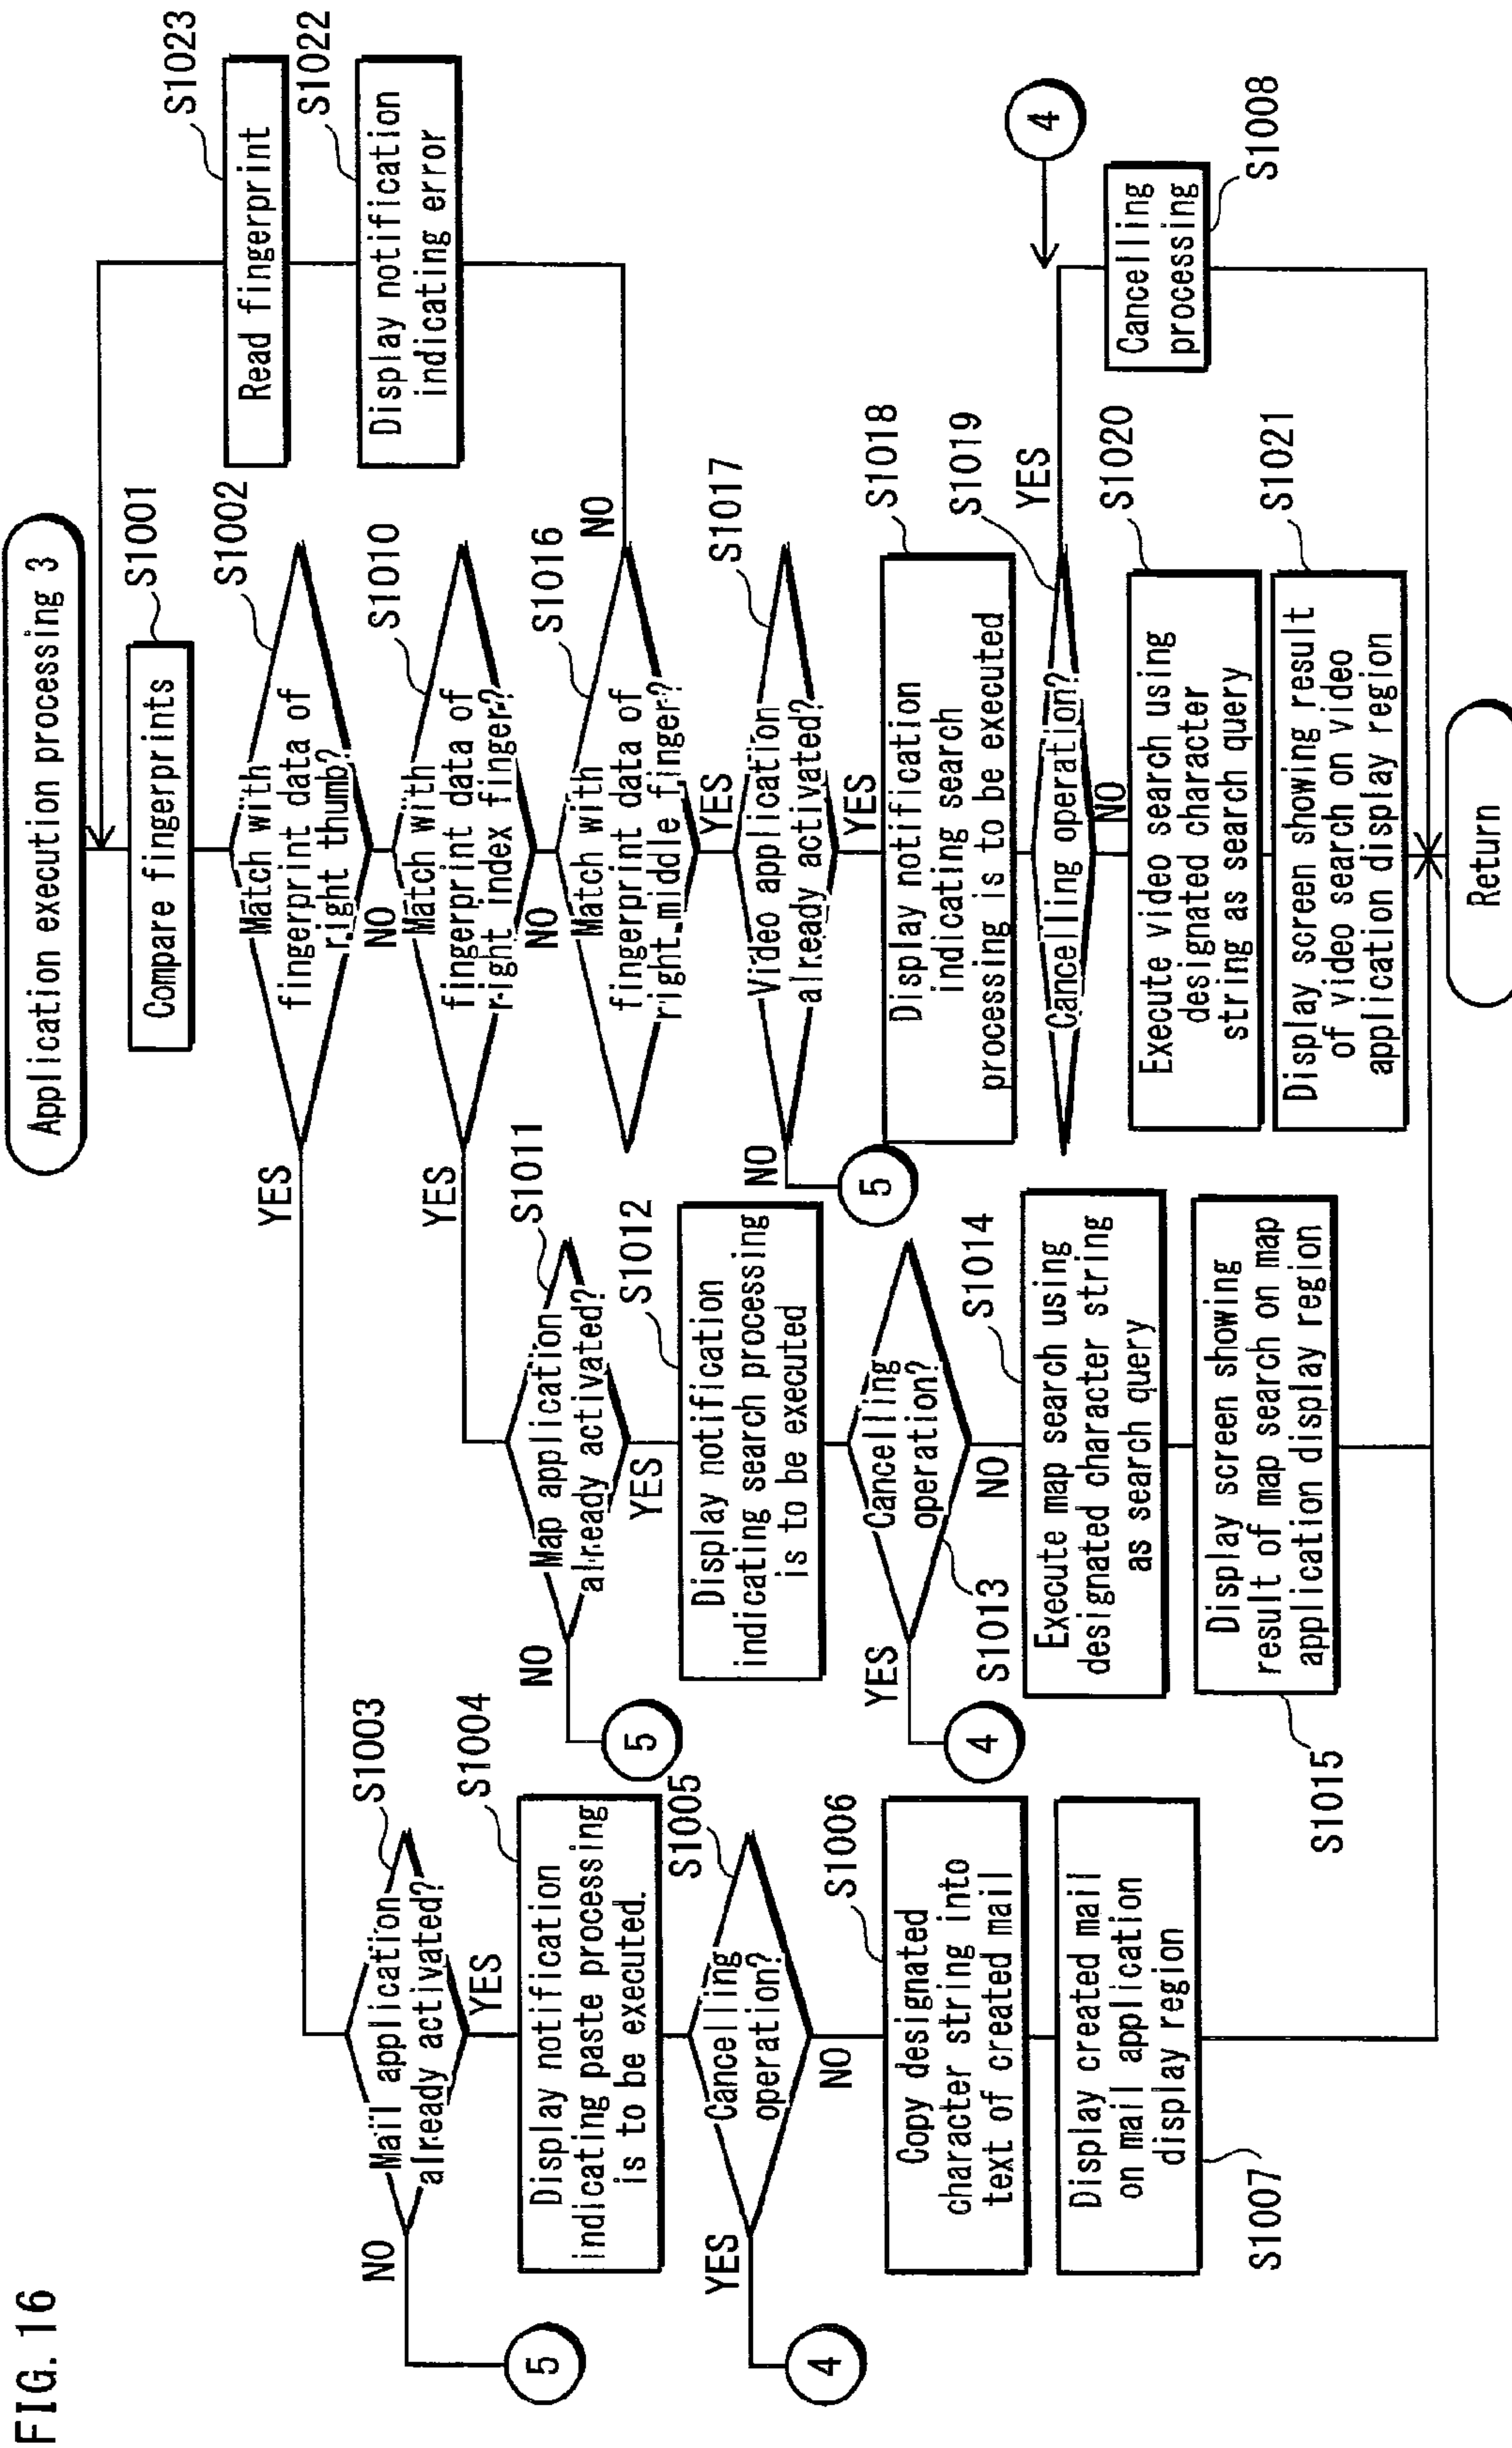 FIG. 16
Application execution processing 3
Compare fingerprints
S1001
Match with
fingerprint data of
right thumb?
S1002
YES
NO
Read fingerprint
S1023
Display notification
indicating error
S1022
Match with
fingerprint data of
right index finger?
S1010
YES
NO
Match with
fingerprint data of
right middle finger?
S1016
NO
YES
Mail application
already activated?
S1003
NO
5
YES
Display notification
indicating paste processing
is to be executed.
S1004
Cancelling
operation?
S1005
YES
4
NO
Copy designated
character string into
text of created mail
S1006
Display created mail
on mail application
display region
S1007
Map application
already activated?
S1011
NO
5
YES
Display notification
indicating search processing
is to be executed
S1012
Cancelling
operation?
S1013
YES
4
NO
Execute map search using
designated character string
as search query
S1014
Display screen showing
result of map search on map
application display region
S1015
Video application
already activated?
S1017
NO
5
YES
Display notification
indicating search
processing is to be executed
S1018
Cancelling operation?
S1019
YES
NO
4
Cancelling
processing
S1008
Execute video search using
designated character
string as search query
S1020
Display screen showing result
of video search on video
application display region
S1021
Return